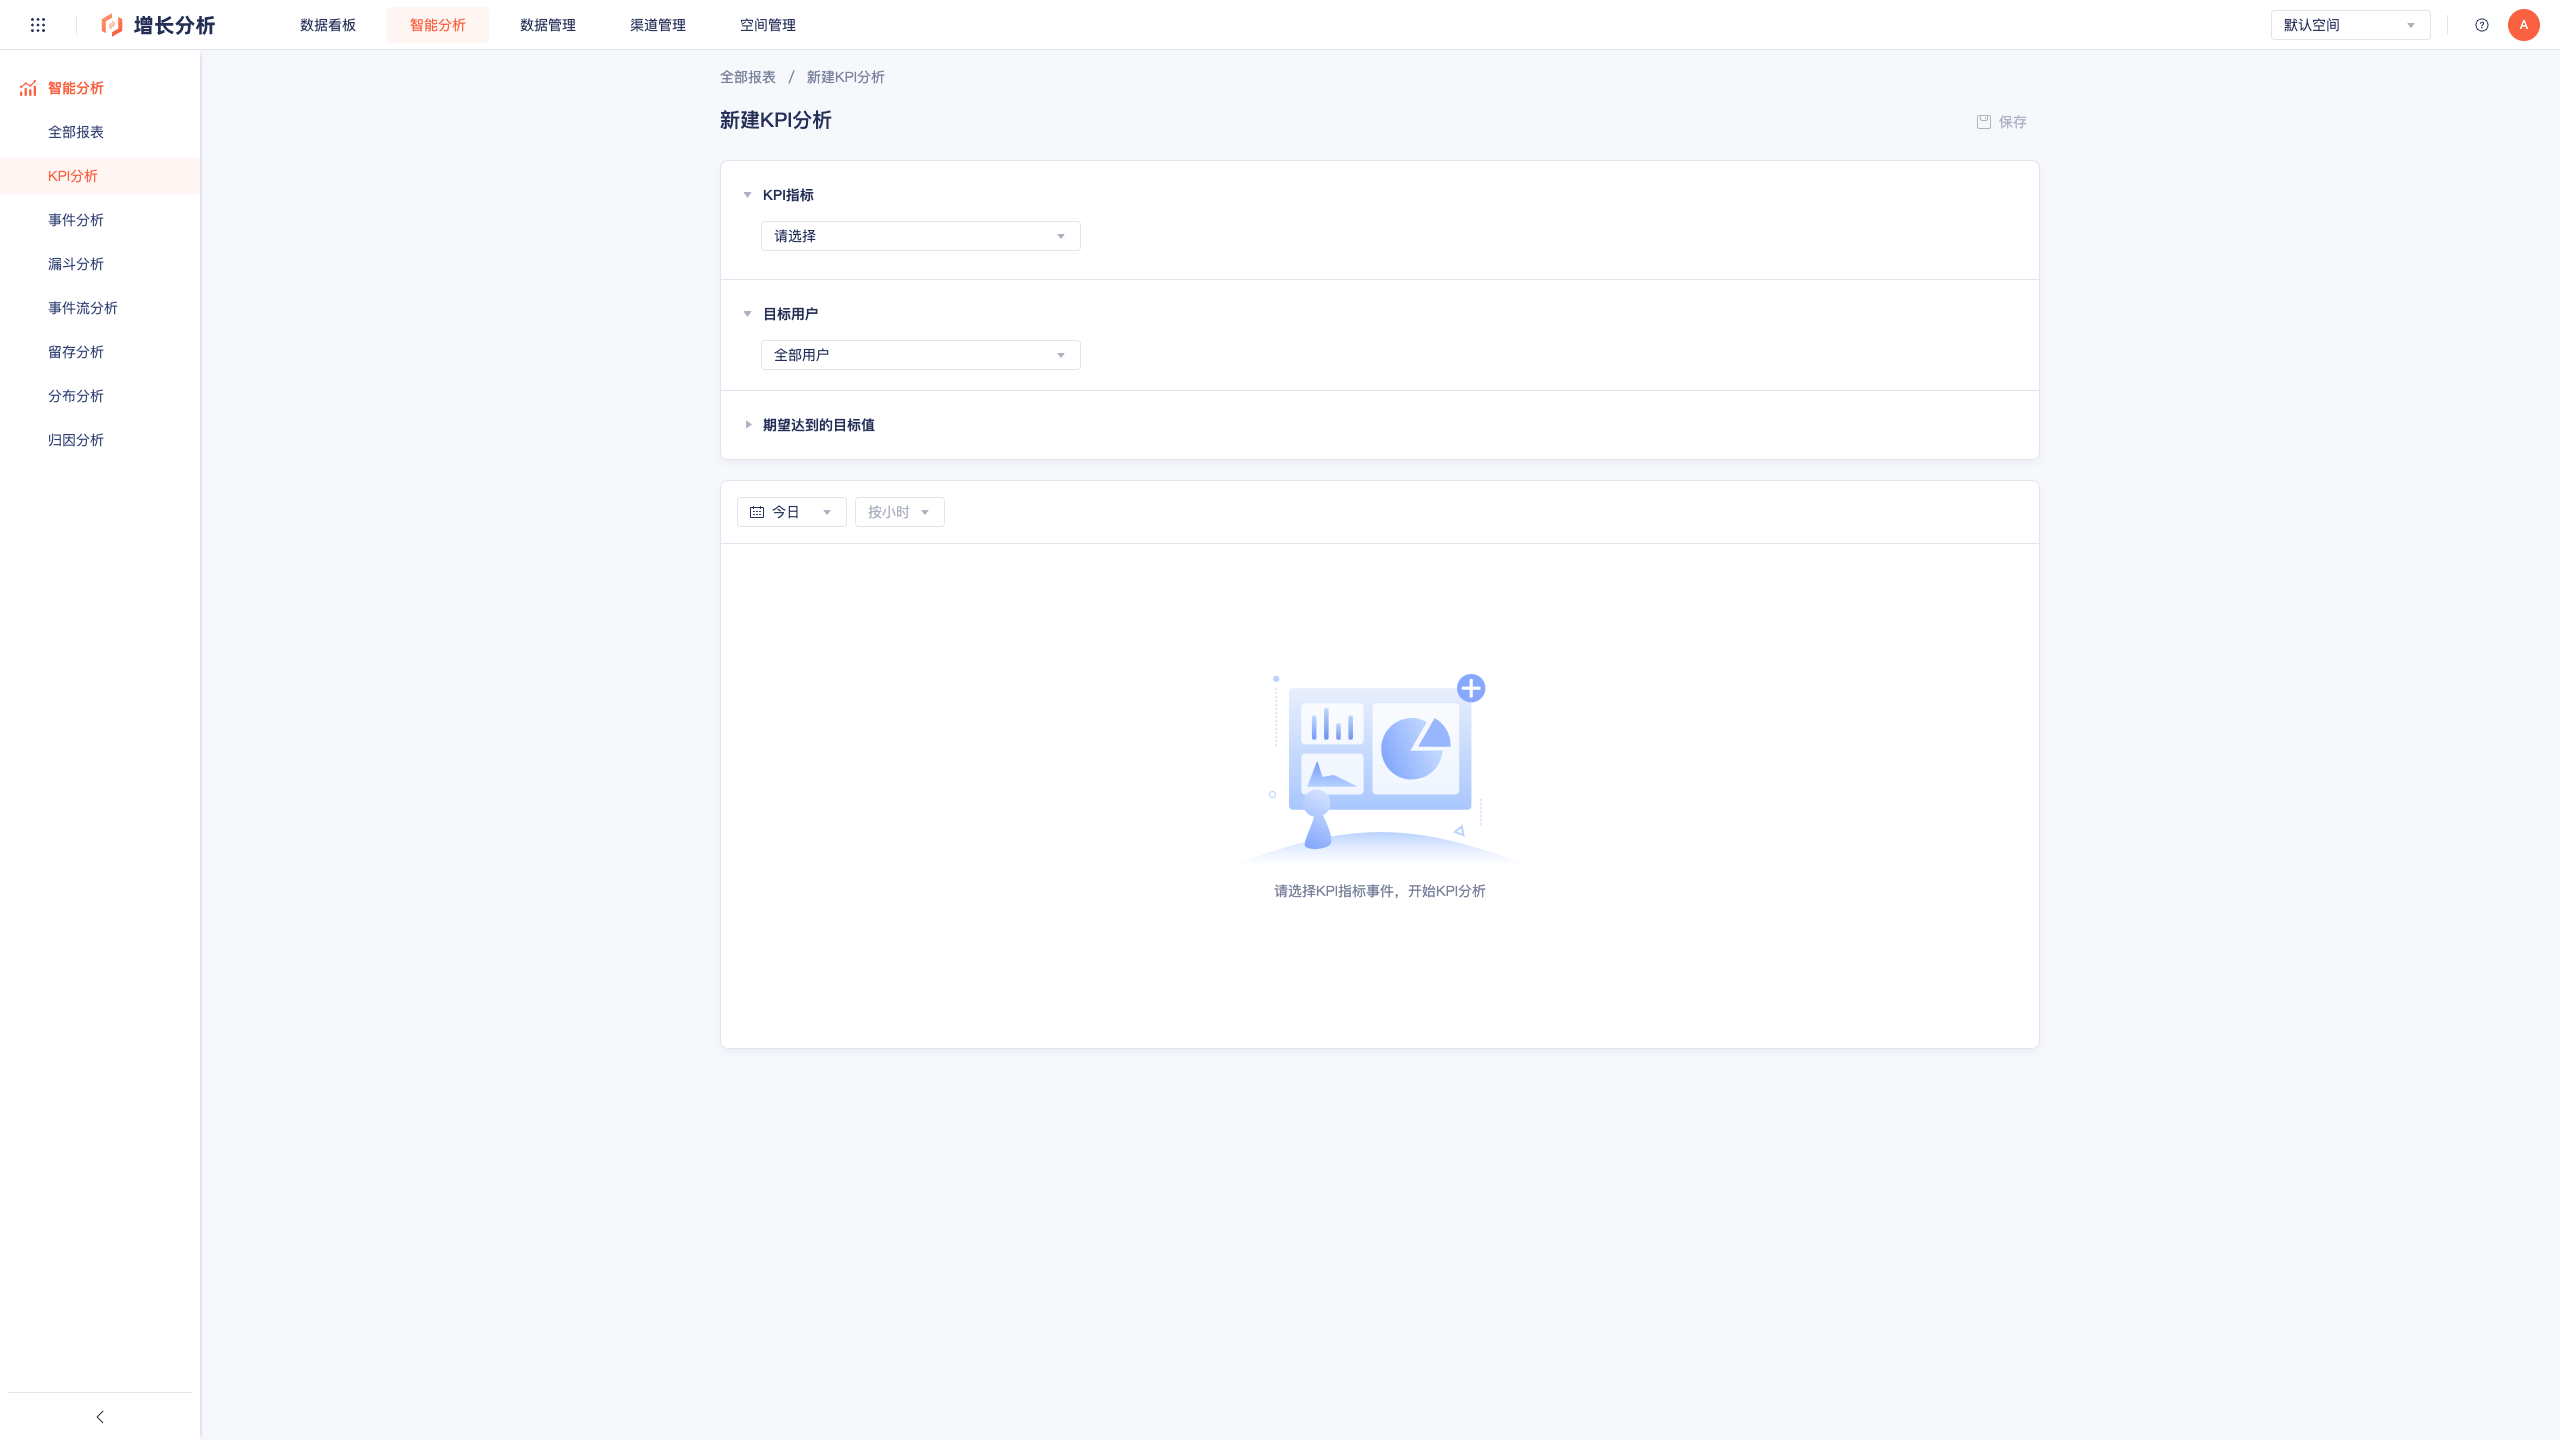 增长分析
数据看板
智能分析
数据管理
渠道管理
空间管理
默认空间
A
智能分析
全部报表
KPI分析
事件分析
漏斗分析
事件流分析
留存分析
分布分析
归因分析
全部报表 / 新建KPI分析
新建KPI分析
保存
KPI指标
请选择
目标用户
全部用户
期望达到的目标值
今日
按小时
请选择KPI指标事件，开始KPI分析